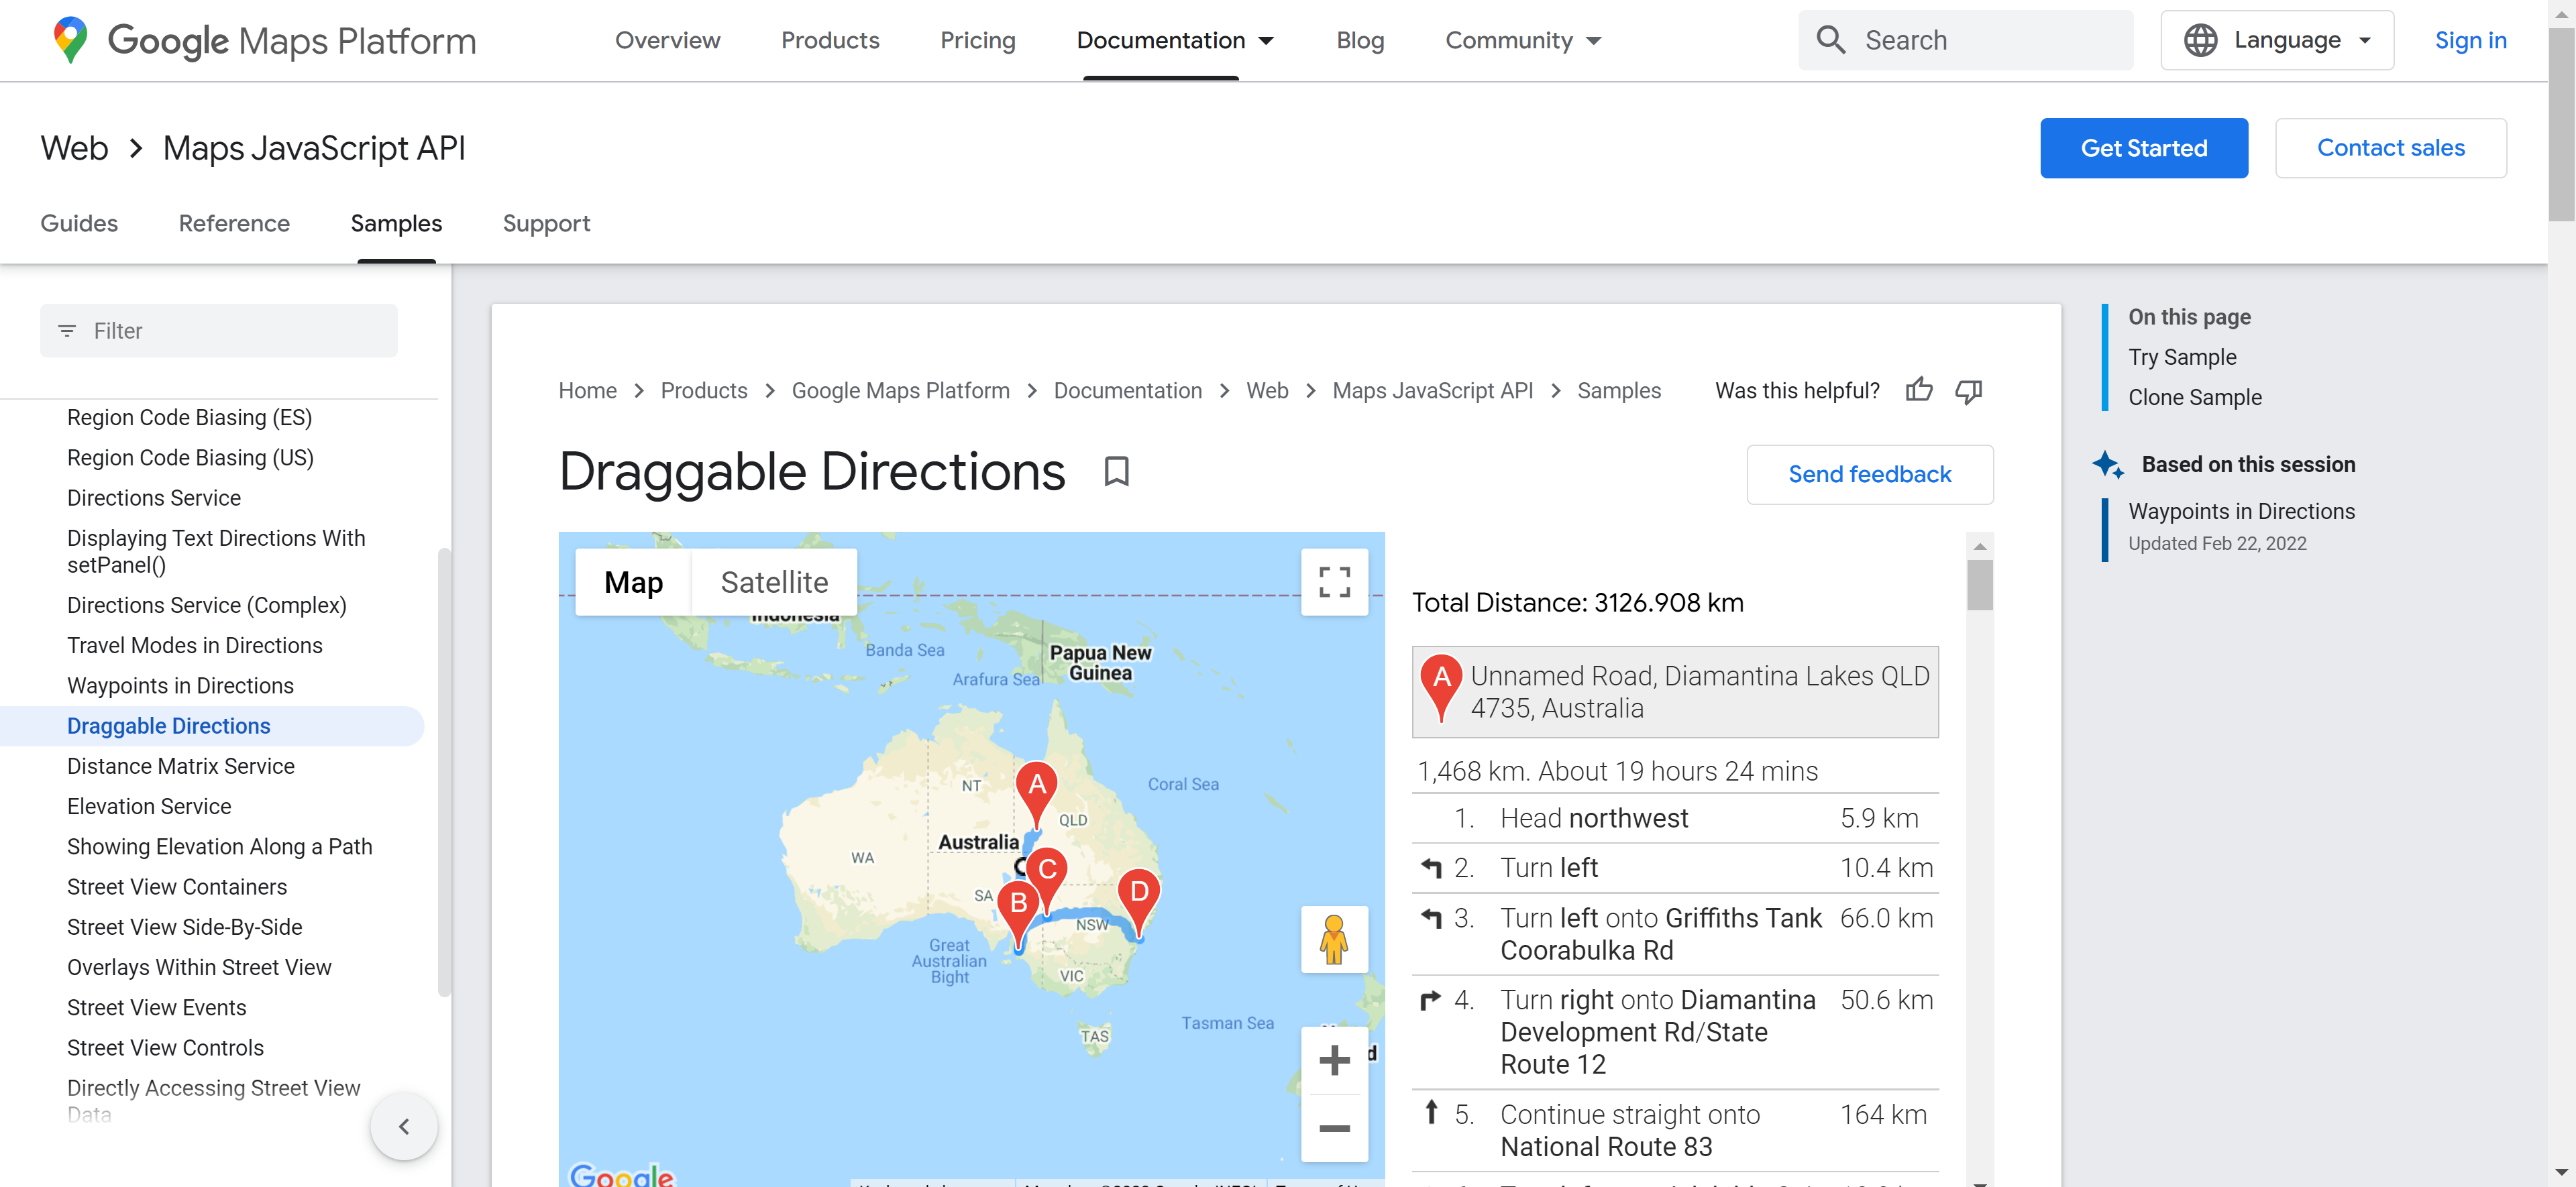 Google Maps Platform
Overview
Products
Pricing
Documentation
Blog
Community
Search
Language
Sign in
Web
Maps JavaScript API
Get Started
Contact sales
Guides
Reference
Samples
Support
Filter
Region Code Biasing (ES)
Region Code Biasing (US)
Directions Service
Displaying Text Directions With
setPanel()
Directions Service (Complex)
Travel Modes in Directions
Waypoints in Directions
Draggable Directions
Distance Matrix Service
Elevation Service
Showing Elevation Along a Path
Street View Containers
Street View Side-By-Side
Overlays Within Street View
Street View Events
Street View Controls
Directly Accessing Street View
Data
Home
Products
Google Maps Platform
Documentation
Web
Maps JavaScript API
Samples
Was this helpful?
Draggable Directions
Send feedback
Map
Satellite
Indonesia
Banda Sea
Papua New
Guinea
Arafura Sea
Coral Sea
NT
A
QLD
Australia
WA
C
SA
B
D
NSW
Great
Australian
Bight
VIC
Tasman Sea
TAS
Google
Total Distance: 3126.908 km
A
Unnamed Road, Diamantina Lakes QLD
4735, Australia
1,468 km. About 19 hours 24 mins
1. Head northwest 5.9 km
2. Turn left 10.4 km
3. Turn left onto Griffiths Tank 66.0 km
Coorabulka Rd
4. Turn right onto Diamantina 50.6 km
Development Rd/State
Route 12
5. Continue straight onto 164 km
National Route 83
On this page
Try Sample
Clone Sample
Based on this session
Waypoints in Directions
Updated Feb 22, 2022